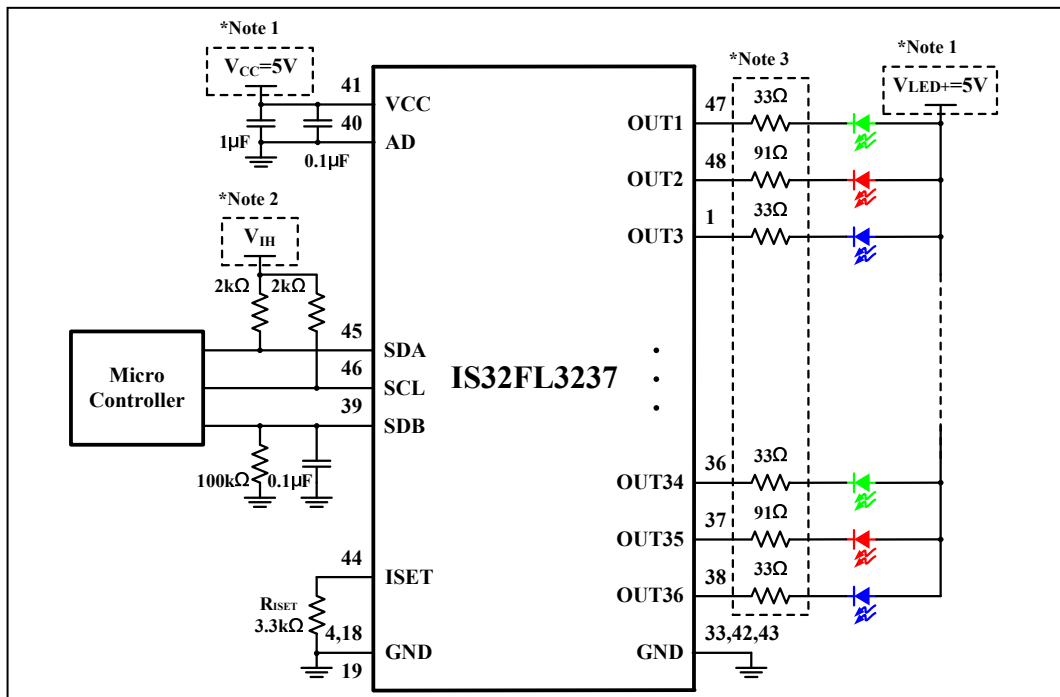 *Note 1
VCC=5V
1µF
0.1µF
41
VCC
40
AD
*Note 2
VIH
2kΩ 2kΩ
Micro
Controller
45
SDA
46
SCL
39
SDB
100kΩ
0.1µF
44
ISET
RISET
3.3kΩ
4,18
GND
19
IS32FL3237
*Note 3
*Note 1
VLED+=5V
47
OUT1
33Ω
48
OUT2
91Ω
1
OUT3
33Ω
36
OUT34
33Ω
37
OUT35
91Ω
38
OUT36
33Ω
33,42,43
GND